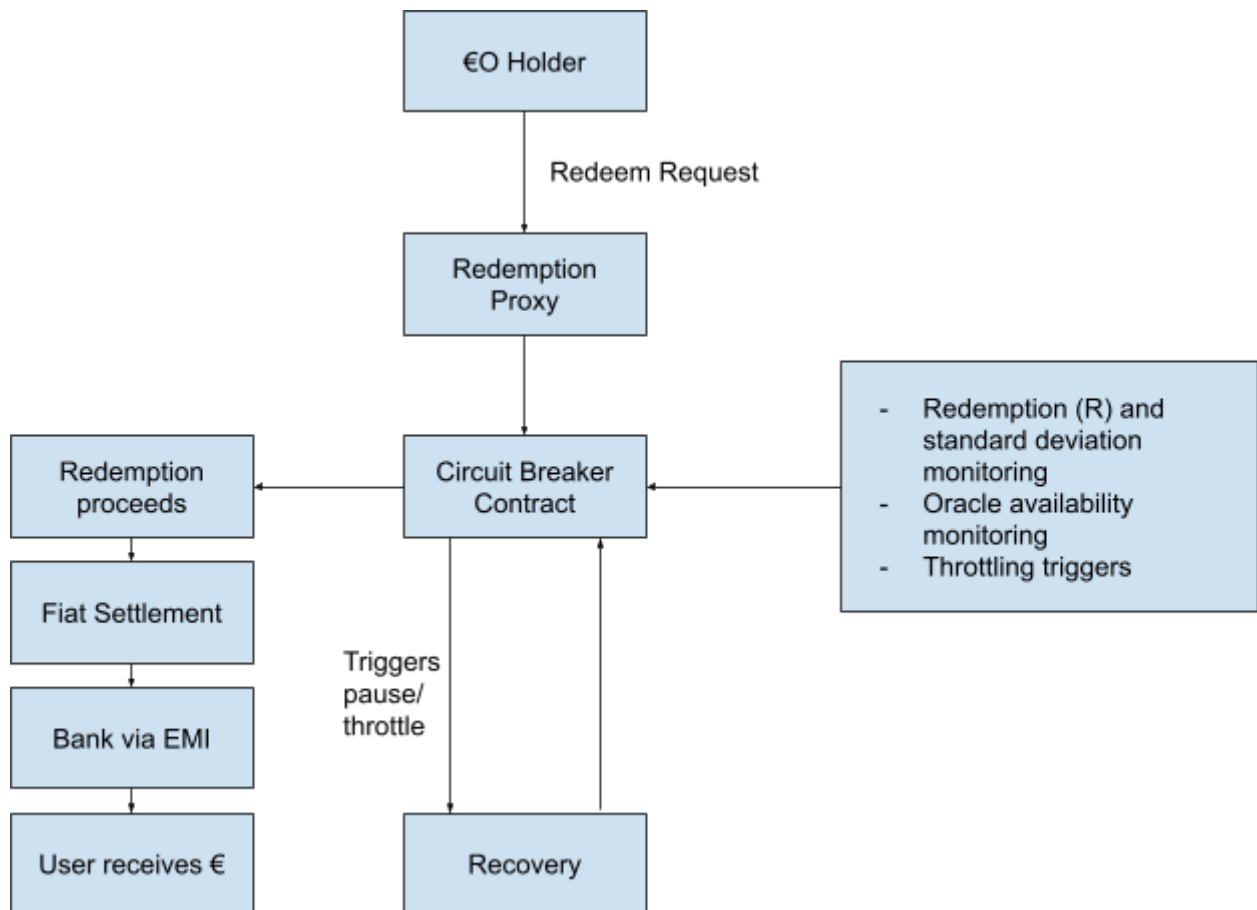 €O Holder
Redeem Request
Redemption
Proxy
- Redemption (R) and
standard deviation
monitoring
- Oracle availability
monitoring
- Throttling triggers
Redemption
proceeds
Circuit Breaker
Contract
Fiat Settlement
Triggers
pause/
throttle
Bank via EMI
User receives €
Recovery